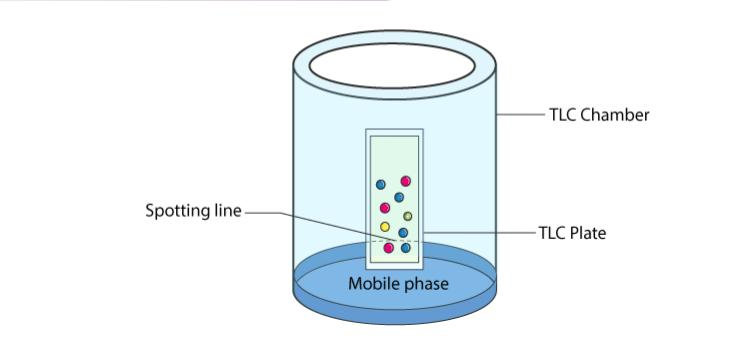 TLC Chamber
Spotting line
TLC Plate
Mobile phase